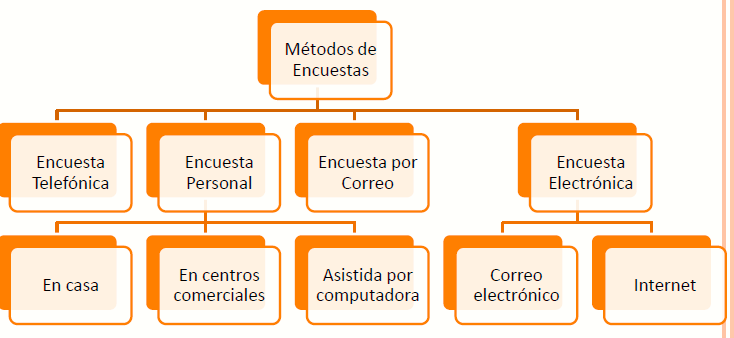 Métodos de
Encuestas
Encuesta
Telefónica
Encuesta
Personal
Encuesta por
Correo
Encuesta
Electrónica
En casa
En centros
comerciales
Asistida por
computadora
Correo
electrónico
Internet